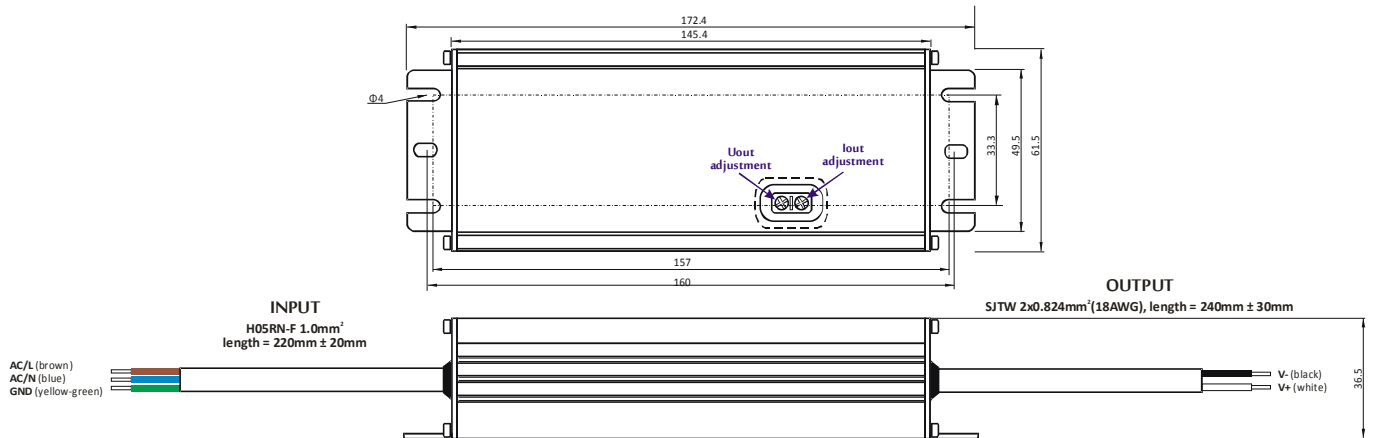 172.4
145.4
Φ4
Uout
adjustment
Iout
adjustment
33.3
49.5
61.5
157
160
INPUT
H05RN-F 1.0mm²
length = 220mm ± 20mm
OUTPUT
SJTW 2x0.824mm²(18AWG), length = 240mm ± 30mm
AC/L (brown)
AC/N (blue)
GND (yellow-green)
V- (black)
V+ (white)
36.5